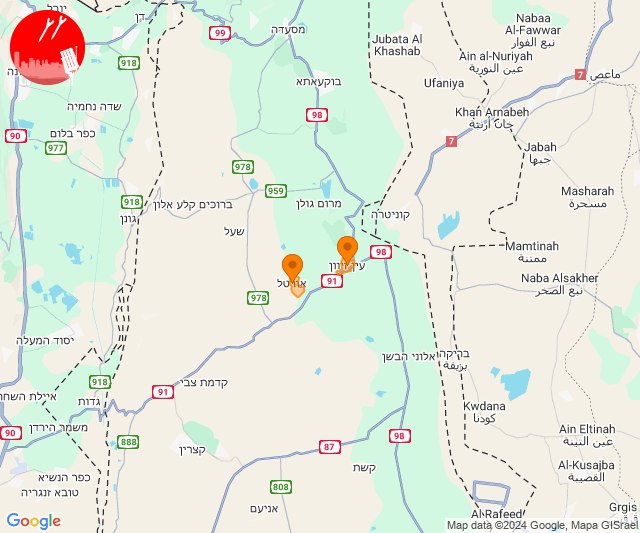 יובל
דן
99
מסעדה
Nabaa
Al-Fawwar
نبع الفوار
Jubata Al
Khashab
918
Ain al-Nuriyah
عين النورية
7
ماعص
בוקעאתא
Ufaniya
שדה נחמיה
98
Khan Arnabeh
90
כפר בלום
977
7
Jabah
جبها
978
959
Masharah
مسحرة
918
ברוכים קלע אלון
מרום גולן
גונן
קוניטרה
שעל
Mamtinah
ممتنة
98
עין זיוון
Naba Alsakher
نبع الصخر
91
אורטל
978
יסוד המעלה
אלוני הבשן
בריקה
بريقة
918
קדמת צבי
91
איילת השחר
גדות
Kwdana
كودنا
משמר הירדן
90
98
Ain Eltinah
عين التينة
888
87
קצרין
Al-Kusajba
القصيبة
קשת
כפר הנשיא
טובא זנגריה
808
אניעם
Grgis
Al-Rafeed
Google
Map data ©2024 Google, Mapa GISrael